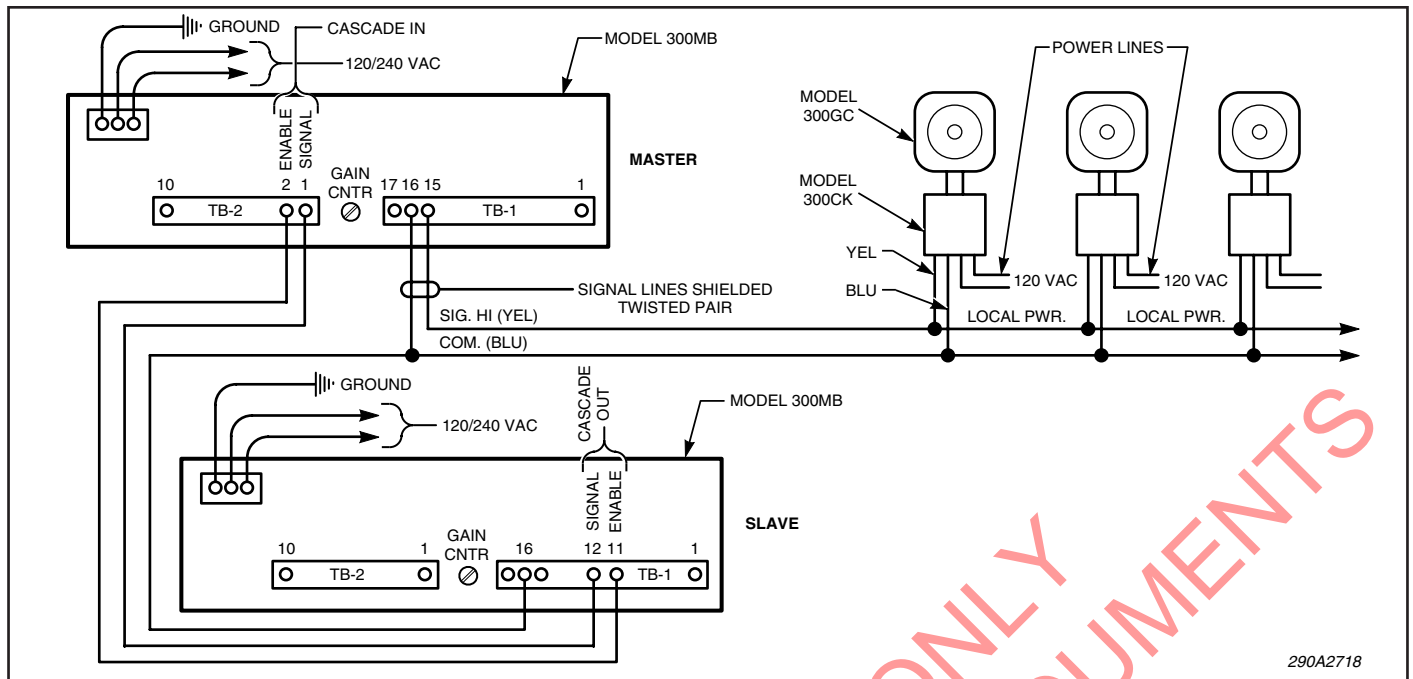 GROUND
CASCADE IN
120/240 VAC
MODEL 300MB
ENABLE
SIGNAL
MASTER
10
2 1
GAIN
CNTR
17 16 15
1
TB-2
TB-1
POWER LINES
MODEL
300GC
MODEL
300CK
YEL
BLU
120 VAC
120 VAC
LOCAL PWR.
LOCAL PWR.
SIGNAL LINES SHIELDED
TWISTED PAIR
SIG. HI (YEL)
COM. (BLU)
GROUND
120/240 VAC
CASCADE
OUT
MODEL 300MB
SIGNAL
ENABLE
SLAVE
10
1
GAIN
CNTR
16
12 11
1
TB-2
TB-1
ONLY
290A2718